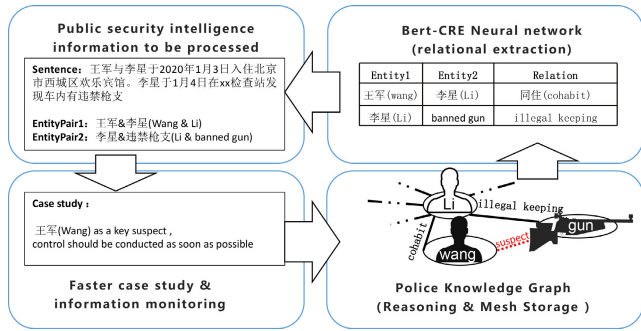 Public security intelligence
information to be processed
Sentence: 王军与李星于2020年1月3日入住北京
市西城区欢乐宾馆。李星于1月4日在xx检查站发
现车内有违禁枪支
EntityPair1: 王军&李星(Wang & Li)
EntityPair2: 李星&违禁枪支(Li & banned gun)
Bert-CRE Neural network
(relational extraction)
Entity1 Entity2 Relation
王军(wang) 李星(Li) 同住(cohabit)
李星(Li) banned gun illegal keeping
Case study :
王军(Wang) as a key suspect ,
control should be conducted as soon as possible
Faster case study &
information monitoring
Li
illegal keeping
gun
cohabit
wang
suspect
Police Knowledge Graph
(Reasoning & Mesh Storage )